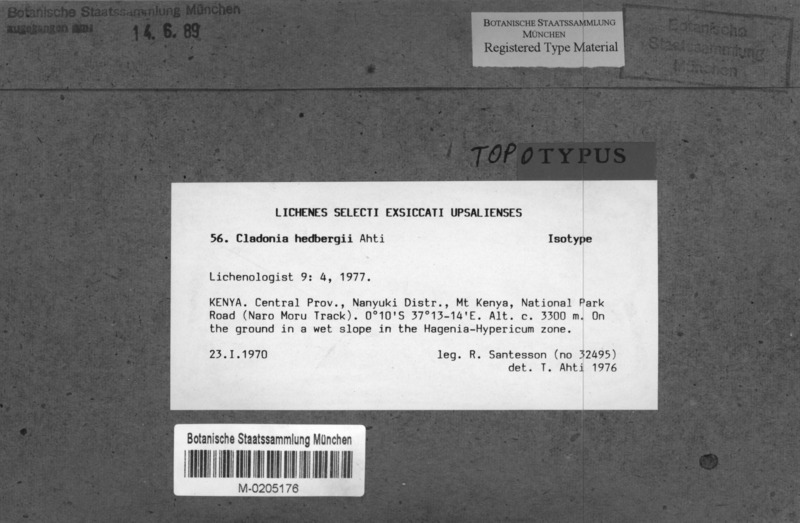 Botanische Staatssammlung München
14. 6. 89
BOTANISCHE STAATSSAMMLUNG
MÜNCHEN
Registered Type Material
Botanische
Staatssammlung
München
TOPOTYPUS
LICHENES SELECTI EXSICCATI UPSALIENSES
56. Cladonia hedbergii Ahti Isotype
Lichenologist 9: 4, 1977.
KENYA. Central Prov., Nanyuki Distr., Mt Kenya, National Park
Road (Naro Moru Track). 0°10'S 37°13-14'E. Alt. c. 3300 m. On
the ground in a wet slope in the Hagenia-Hypericum zone.
23.I.1970 leg. R. Santesson (no 32495)
det. T. Ahti 1976
Botanische Staatssammlung München
M-0205176